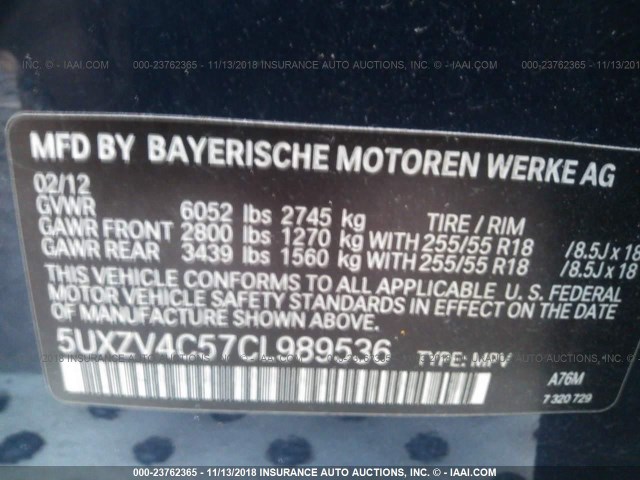 000-23762365 - 11/13/2018 INSURANCE AUTO AUCTIONS, INC. - WWW.IAAI.COM
MFD BY BAYERISCHE MOTOREN WERKE AG
02/12
GVWR 6052 lbs 2745 kg TIRE / RIM
GAWR FRONT 2800 lbs 1270 kg WITH 255/55 R18 /8.5J x 18
GAWR REAR 3439 lbs 1560 kg WITH 255/55 R18 /8.5J x 18
THIS VEHICLE CONFORMS TO ALL APPLICABLE U. S. FEDERAL
MOTOR VEHICLE SAFETY STANDARDS IN EFFECT ON THE DATE
OF MANUFACTURE SHOWN ABOVE.
5UXZV4C57CL989536 TYPE: MPV
A76M
7 320 729
000-23762365 - 11/13/2018 INSURANCE AUTO AUCTIONS, INC. - WWW.IAAI.COM